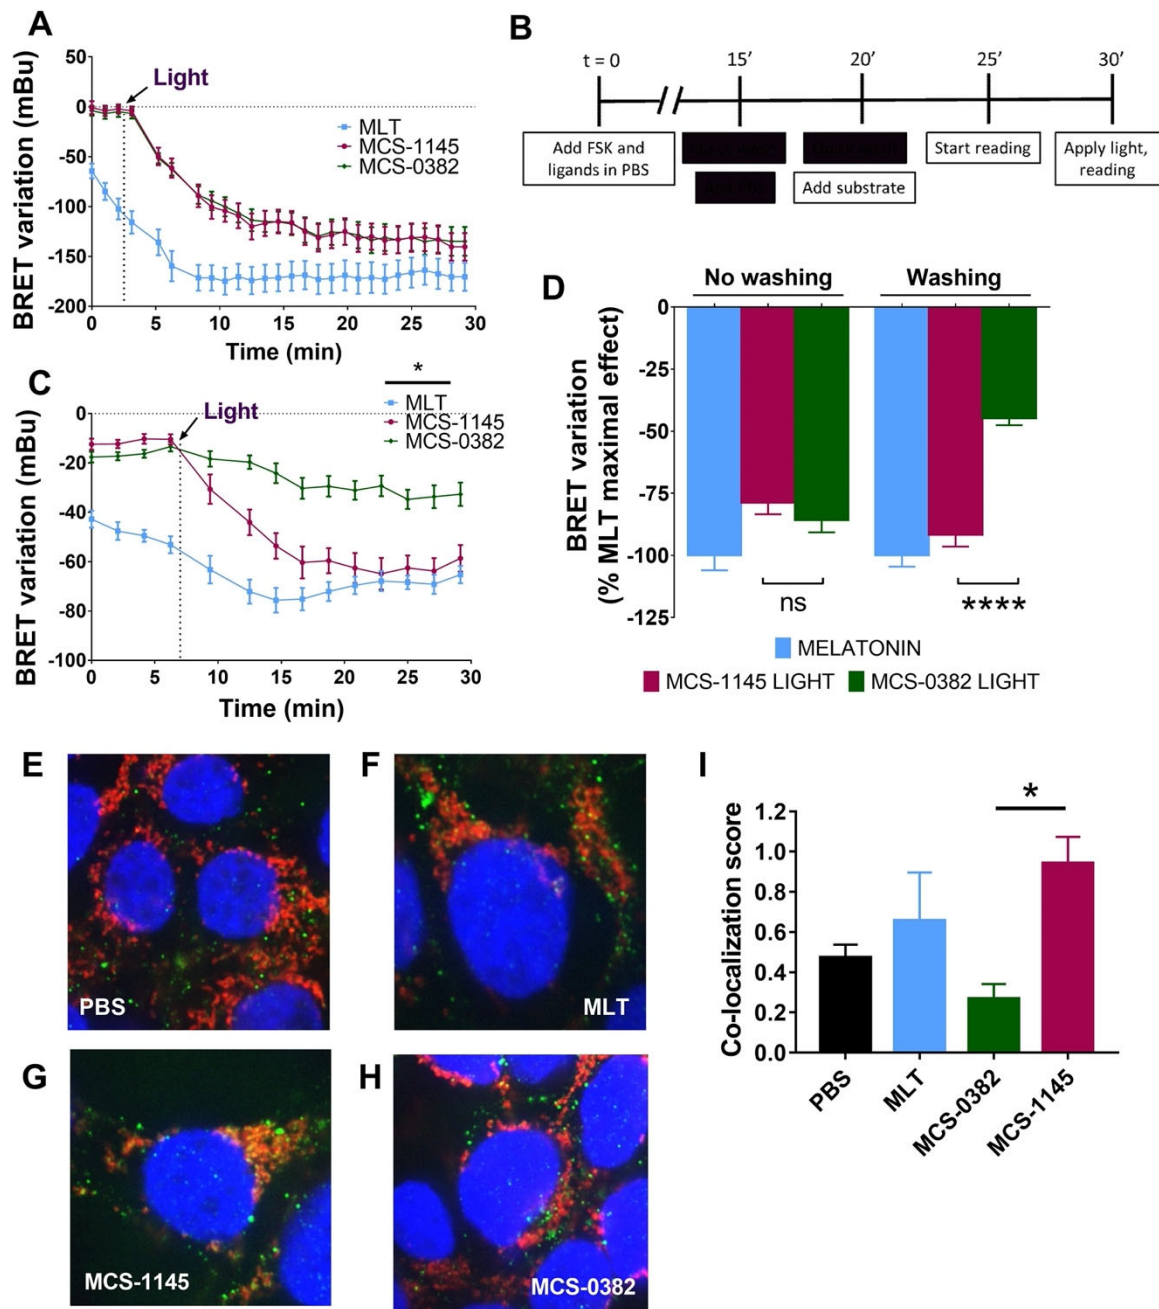 A
BRET variation (mBu)
50
0
-50
-100
-150
-200
Light
MLT
MCS-1145
MCS-0382
0 5 10 15 20 25 30
Time (min)
B
t = 0 15’ 20’ 25’ 30’
Add FSK and
ligands in PBS
Add substrate
Start reading
Apply light,
reading
C
BRET variation (mBu)
0
-20
-40
-60
-80
-100
Light
*
MLT
MCS-1145
MCS-0382
0 5 10 15 20 25 30
Time (min)
D
No washing Washing
BRET variation
(% MLT maximal effect)
0
-25
-50
-75
-100
-125
ns
****
MELATONIN
MCS-1145 LIGHT MCS-0382 LIGHT
E
PBS
F
MLT
G
MCS-1145
H
MCS-0382
I
Co-localization score
1.2
1.0
0.8
0.6
0.4
0.2
0.0
*
PBS
MLT
MCS-0382
MCS-1145